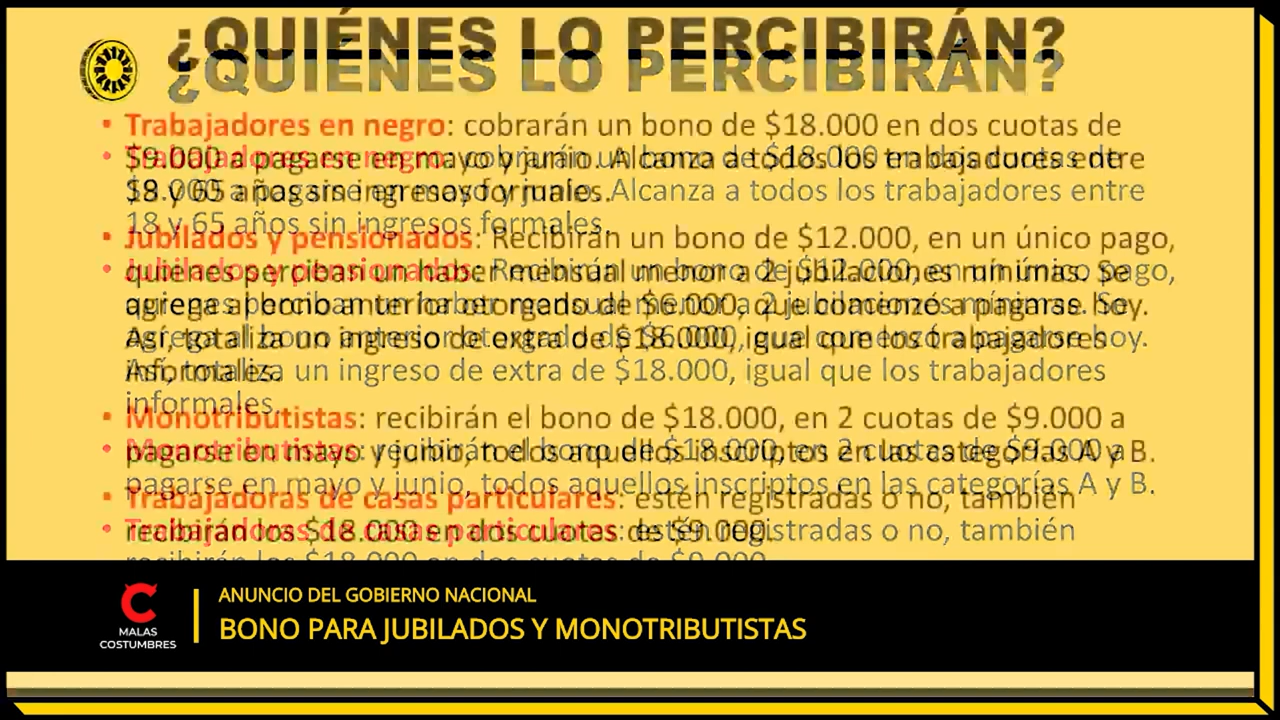 ¿QUIÉNES LO PERCIBIRÁN?
¿QUIÉNES LO PERCIBIRÁN?
• Trabajadores en negro: cobrarán un bono de $18.000 en dos cuotas de
$9.000 a pagarse en mayo y junio. Alcanza a todos los trabajadores entre
18 y 65 años sin ingresos formales.
• Jubilados y pensionados: Recibirán un bono de $12.000, en un único pago,
quienes perciban un haber mensual menor a 2 jubilaciones mínimas. Se
agrega al bono anterior otorgado de $6.000, que comenzó a pagarse hoy.
Así, totaliza un ingreso de extra de $18.000, igual que los trabajadores
informales.
• Monotributistas: recibirán el bono de $18.000, en 2 cuotas de $9.000 a
pagarse en mayo y junio, todos aquellos inscriptos en las categorías A y B.
• Trabajadoras de casas particulares: estén registradas o no, también
recibirán los $18.000 en dos cuotas de $9.000.
MALAS
COSTUMBRES
ANUNCIO DEL GOBIERNO NACIONAL
BONO PARA JUBILADOS Y MONOTRIBUTISTAS